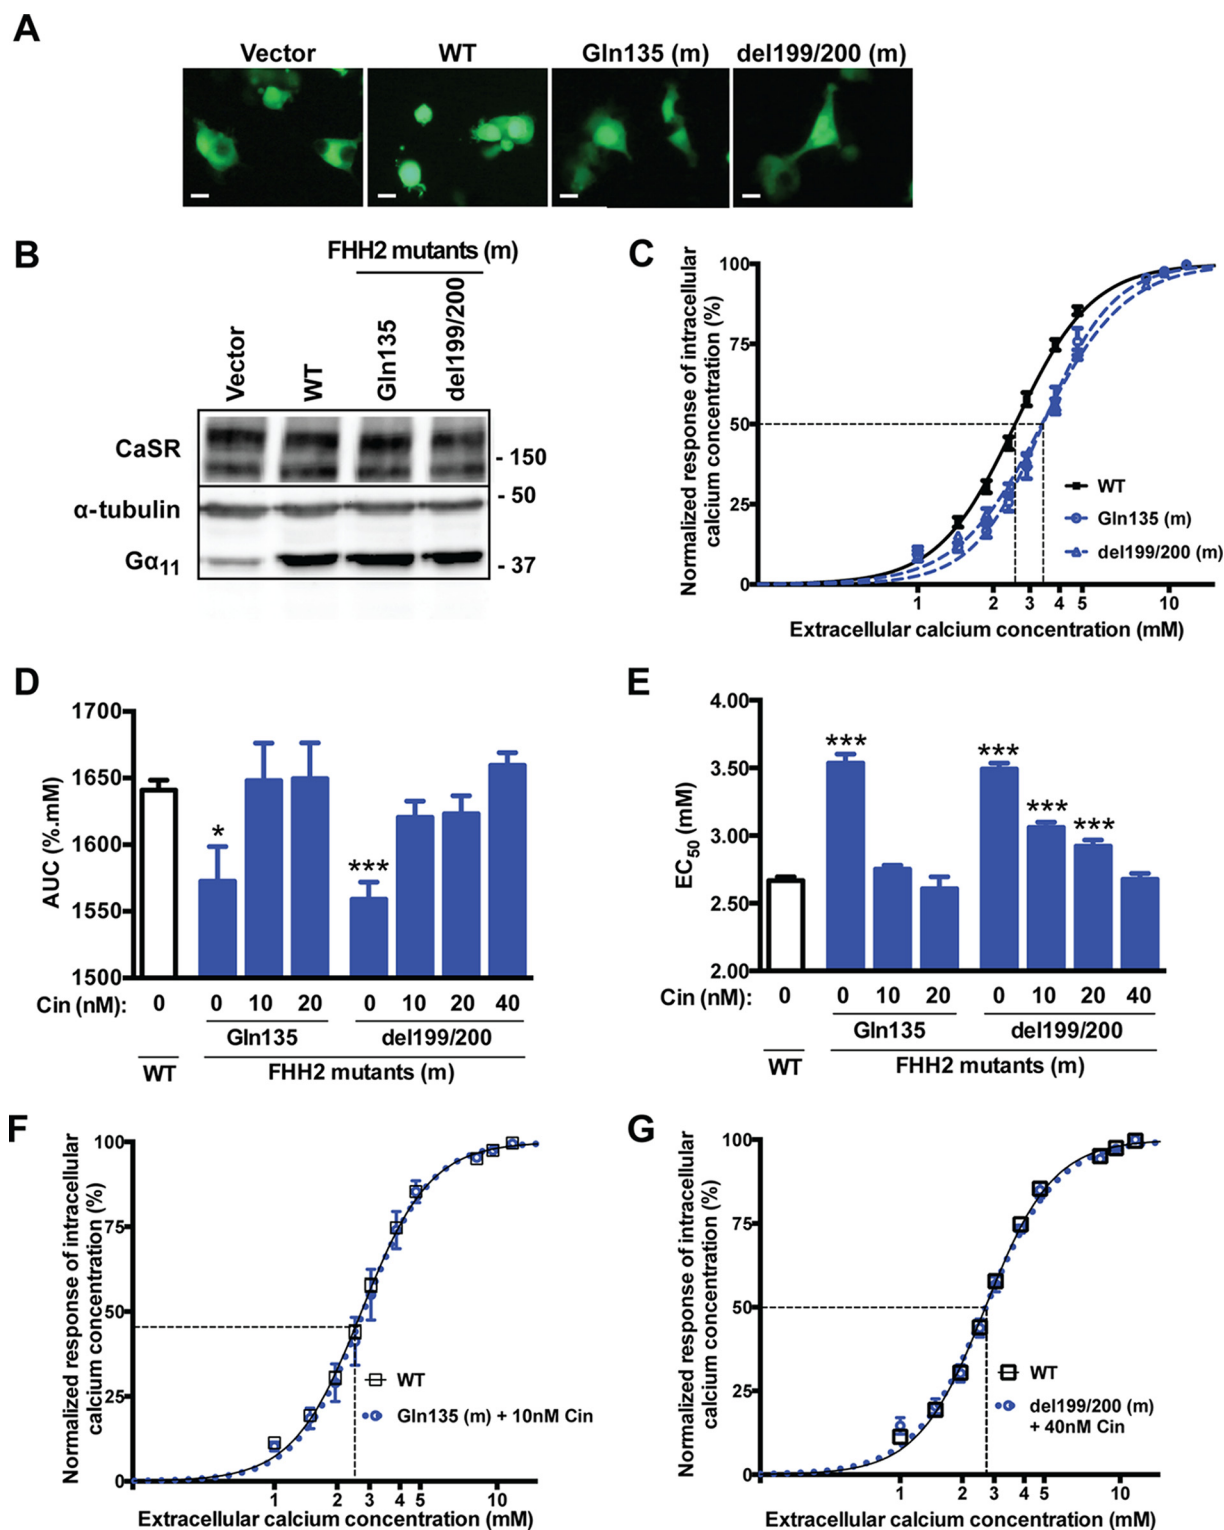 A
Vector
WT
Gln135 (m)
del199/200 (m)
B
FHH2 mutants (m)
Vector
WT
Gln135
del199/200
CaSR
- 150
- 50
α-tubulin
Gα11
- 37
C
Normalized response of intracellular
calcium concentration (%)
100
75
50
25
0
1
2
3
4
5
10
WT
Gln135 (m)
del199/200 (m)
Extracellular calcium concentration (mM)
D
AUC (%.mM)
1700
1650
1600
1550
1500
*
***
Cin (nM):
0
0
10
20
0
10
20
40
Gln135
del199/200
WT
FHH2 mutants (m)
E
EC50 (mM)
4.00
3.50
3.00
2.50
2.00
***
***
***
***
Cin (nM):
0
0
10
20
0
10
20
40
Gln135
del199/200
WT
FHH2 mutants (m)
F
Normalized response of intracellular
calcium concentration (%)
100
75
50
25
0
1
2
3
4
5
10
WT
Gln135 (m) + 10nM Cin
Extracellular calcium concentration (mM)
G
Normalized response of intracellular
calcium concentration (%)
100
75
50
25
0
1
2
3
4
5
10
WT
del199/200 (m)
+ 40nM Cin
Extracellular calcium concentration (mM)